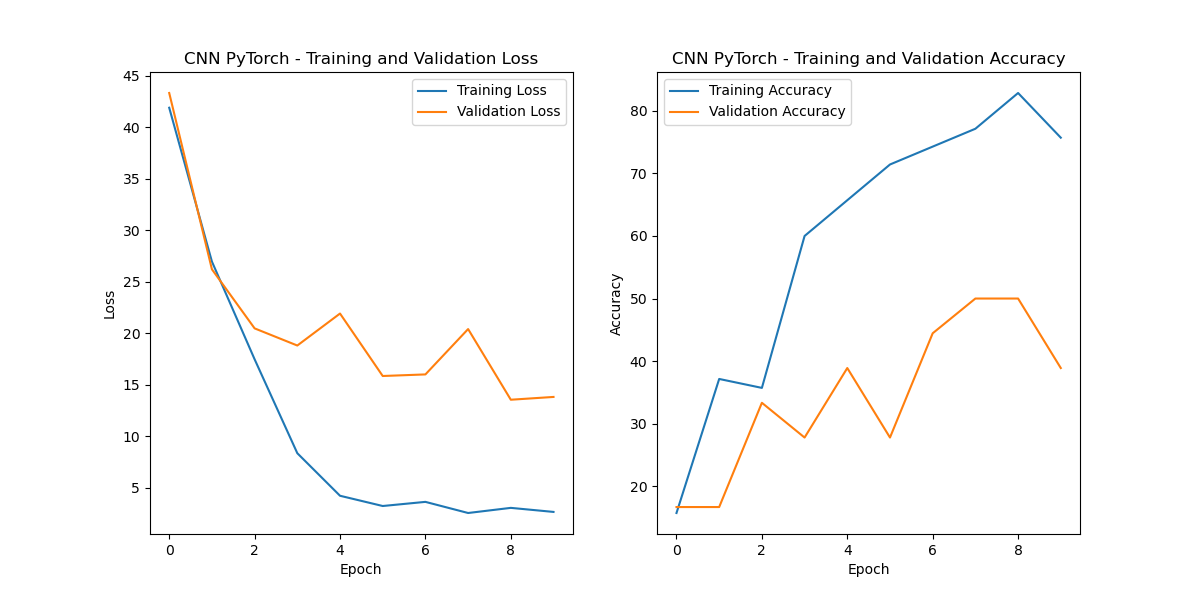 CNN PyTorch - Training and Validation Loss
45
40
35
30
25
20
15
10
5
Loss
Training Loss
Validation Loss
0 2 4 6 8
Epoch
CNN PyTorch - Training and Validation Accuracy
80
70
60
50
40
30
20
Accuracy
Training Accuracy
Validation Accuracy
0 2 4 6 8
Epoch